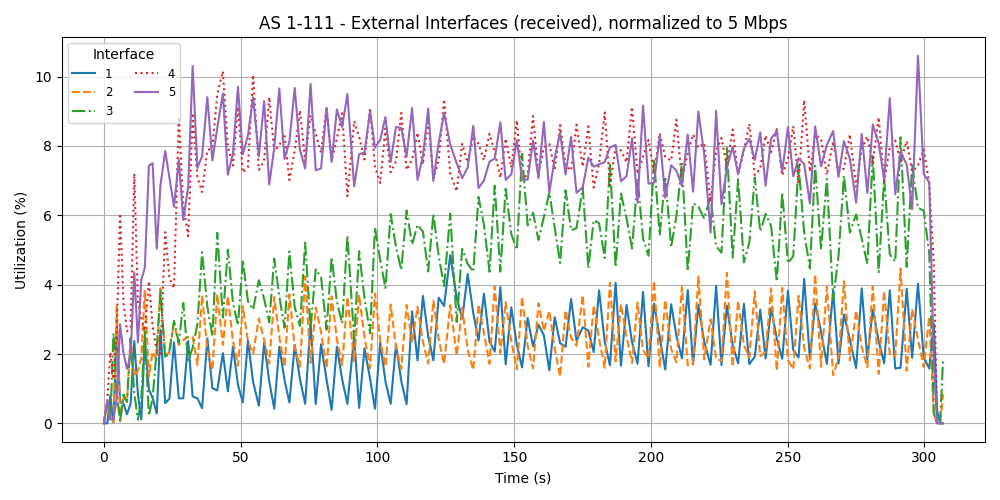 AS 1-111 - External Interfaces (received), normalized to 5 Mbps
Interface
1 4
2 5
3
Utilization (%)
10
8
6
4
2
0
0 50 100 150 200 250 300
Time (s)